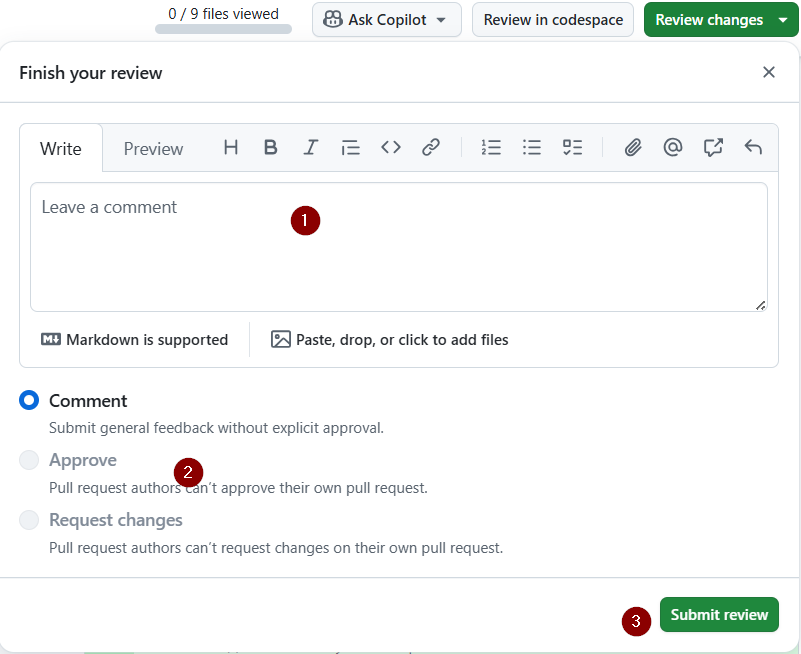 0 / 9 files viewed
Ask Copilot
Review in codespace
Review changes
Finish your review
Write
Preview
Leave a comment
1
Markdown is supported
Paste, drop, or click to add files
Comment
Submit general feedback without explicit approval.
Approve
2
Pull request authors can't approve their own pull request.
Request changes
Pull request authors can't request changes on their own pull request.
3
Submit review